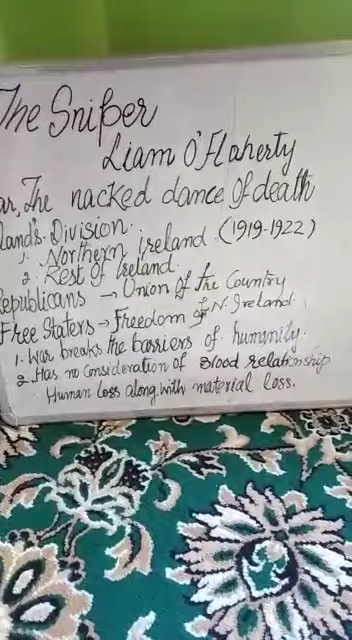 The Sniper
Liam O'Flaherty
ar, The nacked dance of death
land's Division.
1. Northern Ireland (1919-1922)
2. Rest of Ireland.
Republicans → Union of the Country
Free Staters → Freedom of N. Ireland
1. War breaks the barriers of humanity.
2. Has no Consideration of Blood relationship
Human Loss along with material loss.